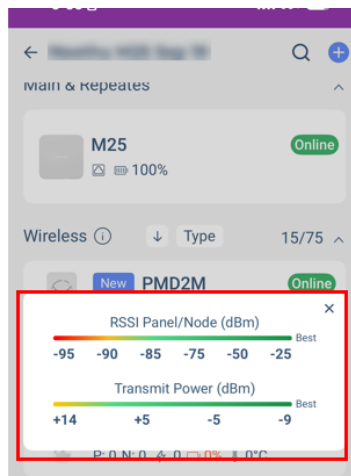 Main & Repeates
M25
Online
100%
Wireless
Type
15/75
New
PMD2M
Online
RSSI Panel/Node (dBm)
Best
-95 -90 -85 -75 -50 -25
Transmit Power (dBm)
Best
+14 +5 -5 -9
P: 0 N: 0 0 0% 0°C